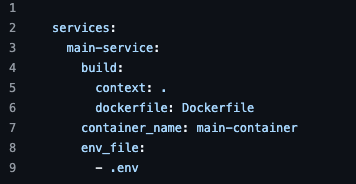 1
2 services:
3   main-service:
4     build:
5       context: .
6       dockerfile: Dockerfile
7     container_name: main-container
8     env_file:
9       - .env